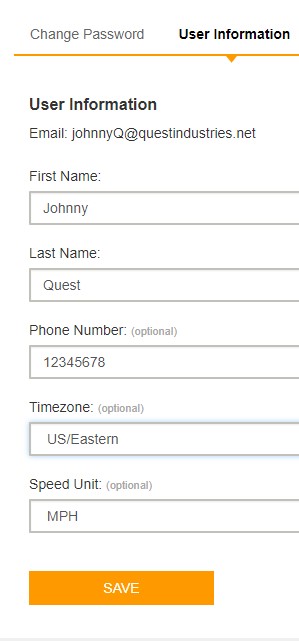 Change Password User Information
User Information
Email: johnnyQ@questindustries.net
First Name:
Johnny
Last Name:
Quest
Phone Number: (optional)
12345678
Timezone: (optional)
US/Eastern
Speed Unit: (optional)
MPH
SAVE